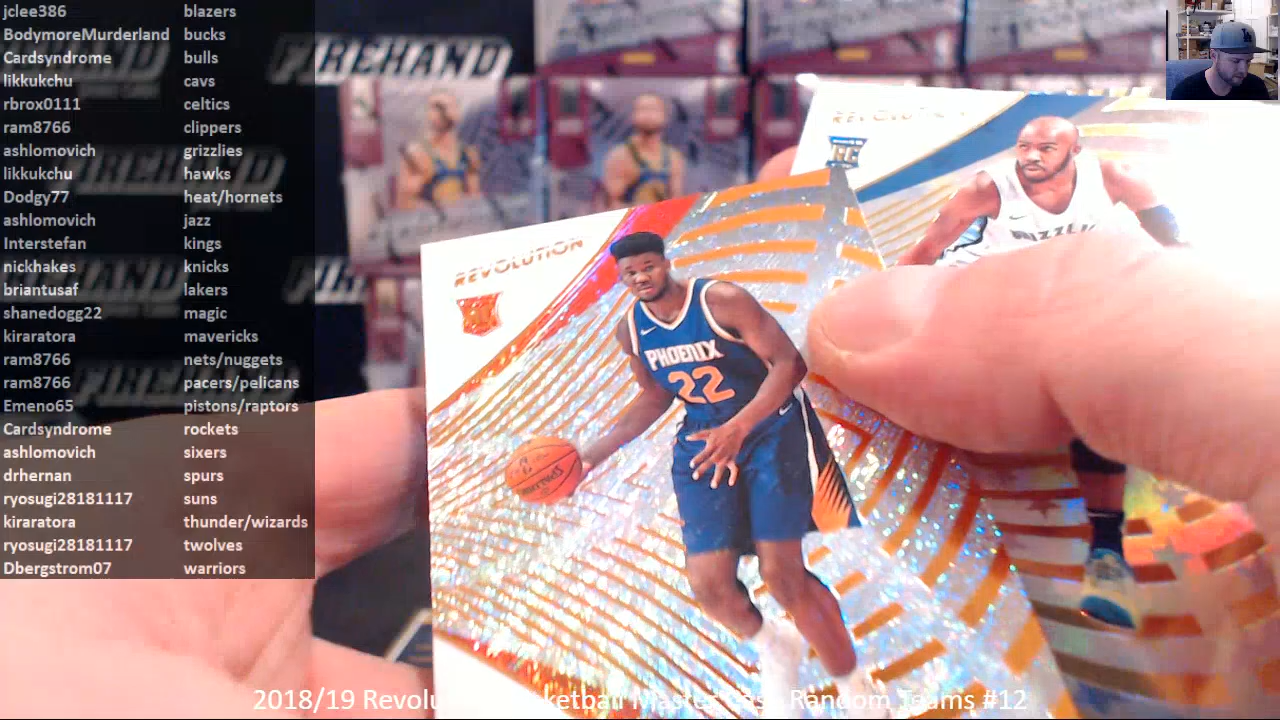 jclee386 blazers
BodymoreMurderland bucks
Cardsyndrome bulls
likkukchu cavs
rbrox0111 celtics
ram8766 clippers
ashlomovich grizzlies
likkukchu hawks
Dodgy77 heat/hornets
ashlomovich jazz
Interstefan kings
nickhakes knicks
briantusaf lakers
shanedogg22 magic
kiraratora mavericks
ram8766 nets/nuggets
ram8766 pacers/pelicans
Emeno65 pistons/raptors
Cardsyndrome rockets
ashlomovich sixers
drhernan spurs
ryosugi28181117 suns
kiraratora thunder/wizards
ryosugi28181117 twolves
Dbergstrom07 warriors
FIREHAND
REVOLUTION
RC
REVOLUTION
PHOENIX
22
2018/19 Random Teams #12